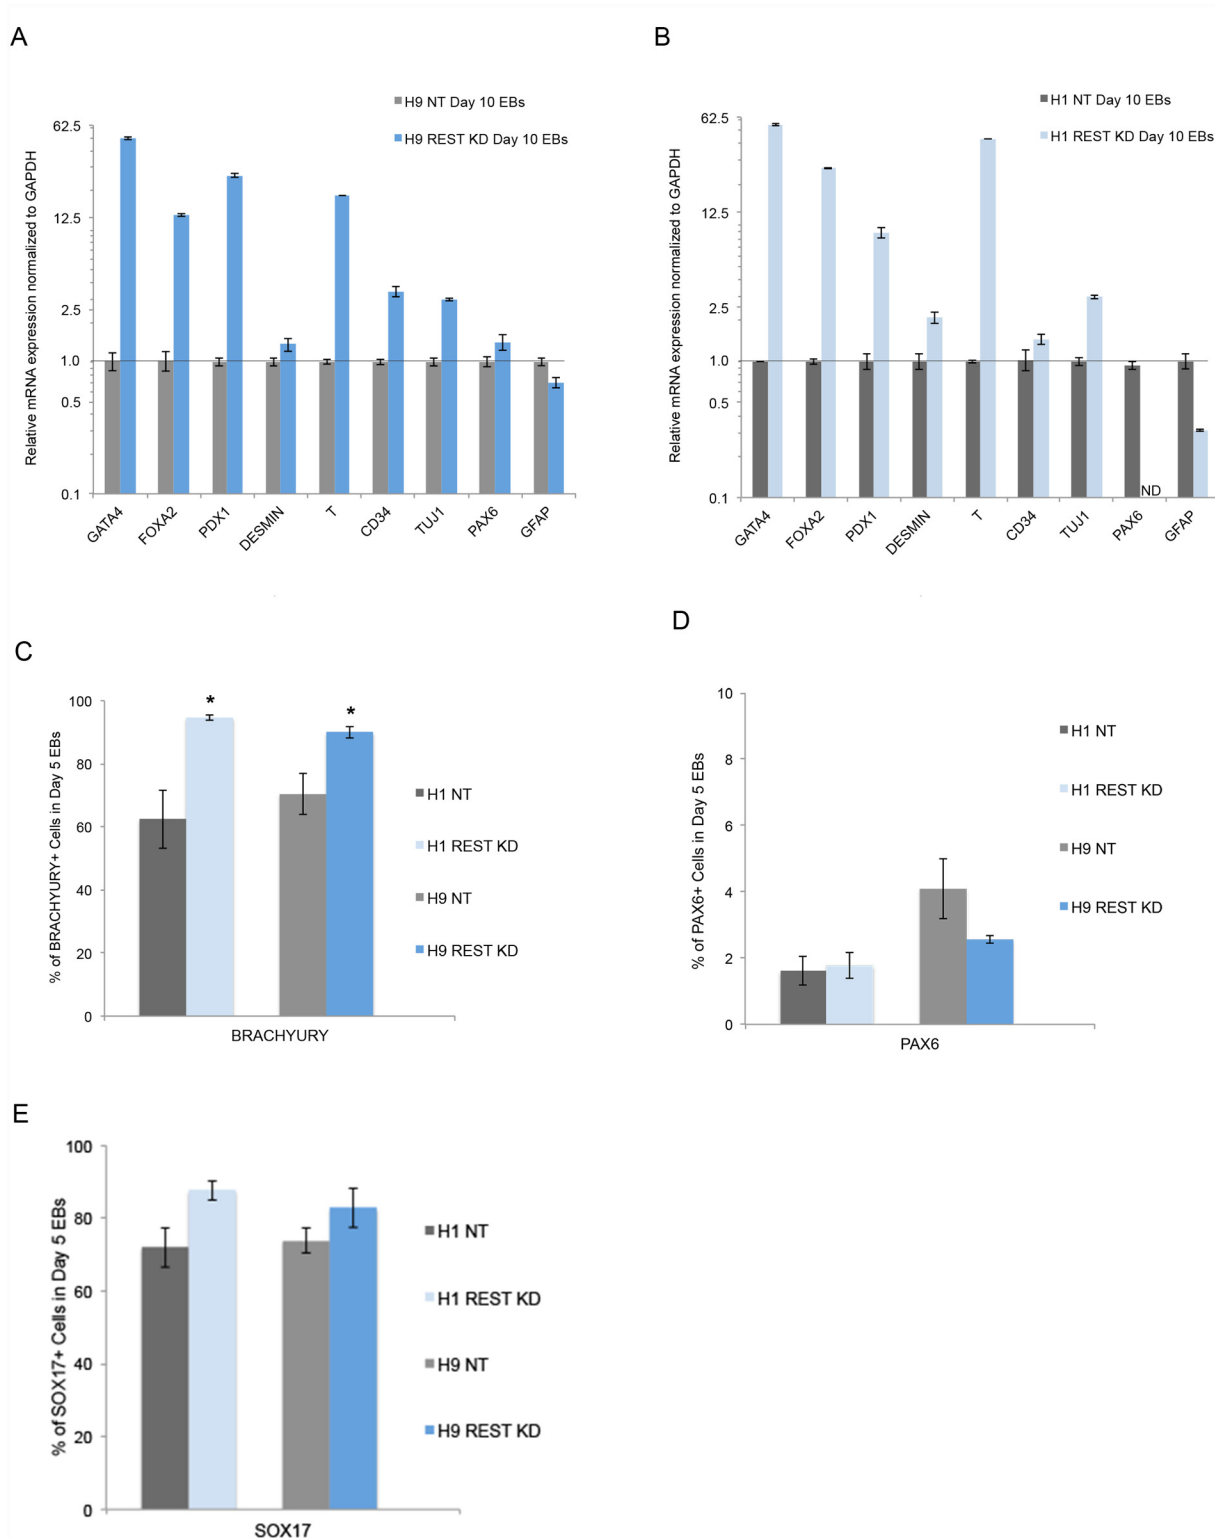 A
H9 NT Day 10 EBs
H9 REST KD Day 10 EBs
Relative mRNA expression normalized to GAPDH
62.5
12.5
2.5
1.0
0.5
0.1
GATA4
FOXA2
PDX1
DESMIN
T
CD34
TUJ1
PAX6
GFAP
B
H1 NT Day 10 EBs
H1 REST KD Day 10 EBs
Relative mRNA expression normalized to GAPDH
62.5
12.5
2.5
1.0
0.5
0.1
ND
GATA4
FOXA2
PDX1
DESMIN
T
CD34
TUJ1
PAX6
GFAP
C
% of BRACHYURY+ Cells in Day 5 EBs
100
80
60
40
20
0
*
*
BRACHYURY
H1 NT
H1 REST KD
H9 NT
H9 REST KD
D
% of PAX6+ Cells in Day 5 EBs
10
8
6
4
2
0
PAX6
H1 NT
H1 REST KD
H9 NT
H9 REST KD
E
% of SOX17+ Cells in Day 5 EBs
100
80
60
40
20
0
SOX17
H1 NT
H1 REST KD
H9 NT
H9 REST KD